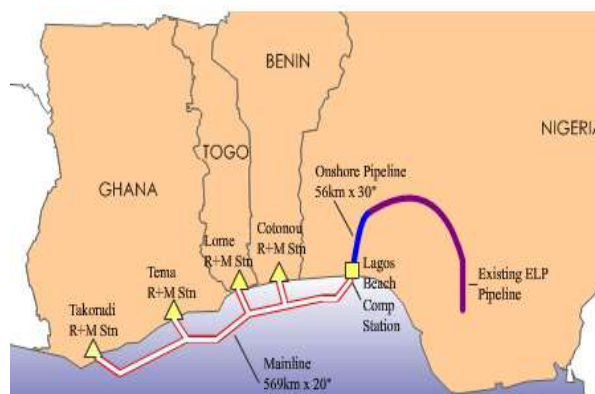 BENIN
NIGERIA
TOGO
GHANA
Onshore Pipeline
56km x 30"
Lome
R+M Stn
Cotonou
R+M Stn
Tema
R+M Stn
Lagos
Beach
Comp
Station
Existing ELP
Pipeline
Takoradi
R+M Stn
Mainline
569km x 20"